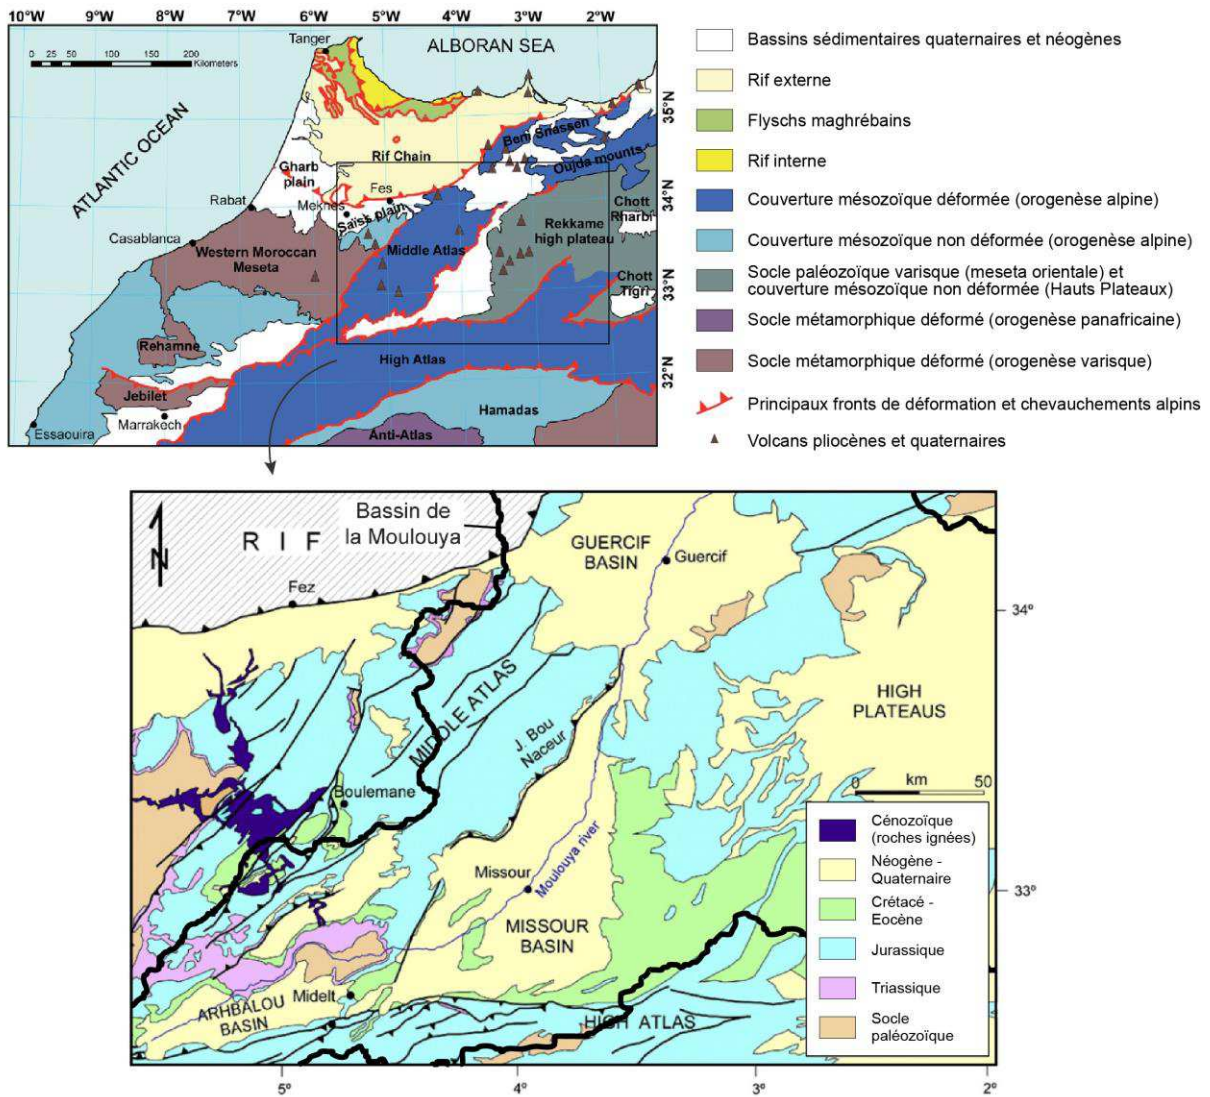 10°W 9°W 8°W 7°W 6°W 5°W 4°W 3°W 2°W
Tanger
ALBORAN SEA
0 25 50 100 150 200
Kilometers
ATLANTIC OCEAN
35°N
34°N
33°N
32°N
Beni Snassen
Rif Chain
Oujda mounts
Gharb
plain
Fes
Rabat
Meknes
Saïss plain
Chott
Rharbi
Casablanca
Western Moroccan
Meseta
Middle Atlas
Rekkame
high plateau
Chott
Tigri
Rehamne
High Atlas
Jebilet
Hamadas
Marrakech
Essaouira
Anti-Atlas
Bassins sédimentaires quaternaires et néogènes
Rif externe
Flyschs maghrébains
Rif interne
Couverture mésozoïque déformée (orogenèse alpine)
Couverture mésozoïque non déformée (orogenèse alpine)
Socle paléozoïque varisque (meseta orientale) et
couverture mésozoïque non déformée (Hauts Plateaux)
Socle métamorphique déformé (orogenèse panafricaine)
Socle métamorphique déformé (orogenèse varisque)
Principaux fronts de déformation et chevauchements alpins
Volcans pliocènes et quaternaires
Bassin de
la Moulouya
R I F
N
Fez
GUERCIF
BASIN
Guercif
34°
MIDDLE ATLAS
HIGH
PLATEAUS
J. Bou
Naceur
0 km 50
Boulemane
Missour
Moulouya river
33°
MISSOUR
BASIN
Midelt
ARHBALOU
BASIN
HIGH ATLAS
Cénozoïque
(roches ignées)
Néogène -
Quaternaire
Crétacé -
Eocène
Jurassique
Triassique
Socle
paléozoïque
5° 4° 3° 2°